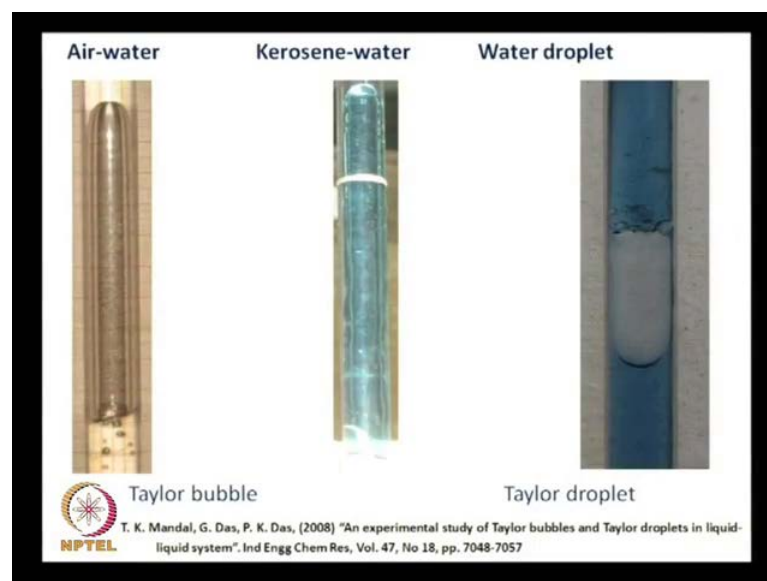 Air-water
Kerosene-water
Water droplet
Taylor bubble
Taylor droplet
NPTEL
T. K. Mandal, G. Das, P. K. Das, (2008) “An experimental study of Taylor bubbles and Taylor droplets in liquid-
liquid system”. Ind Engg Chem Res, Vol. 47, No 18, pp. 7048-7057